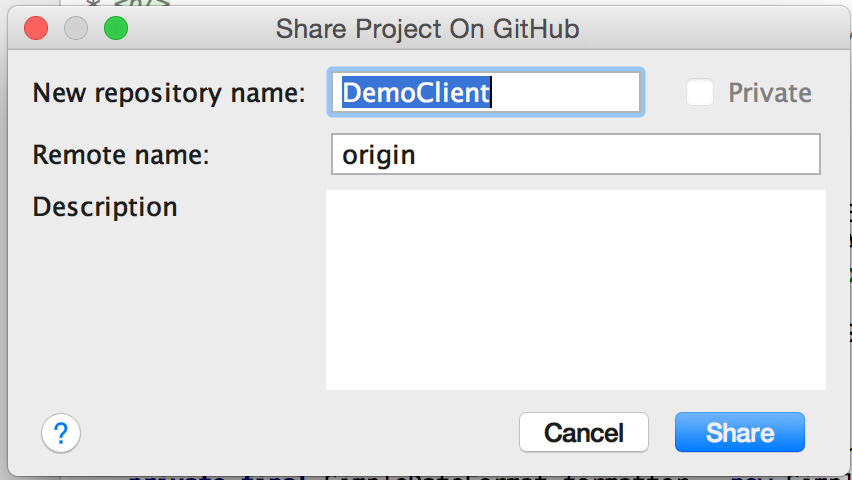 * <p/>
Share Project On GitHub
New repository name: DemoClient Private
Remote name: origin
Description
? Cancel Share